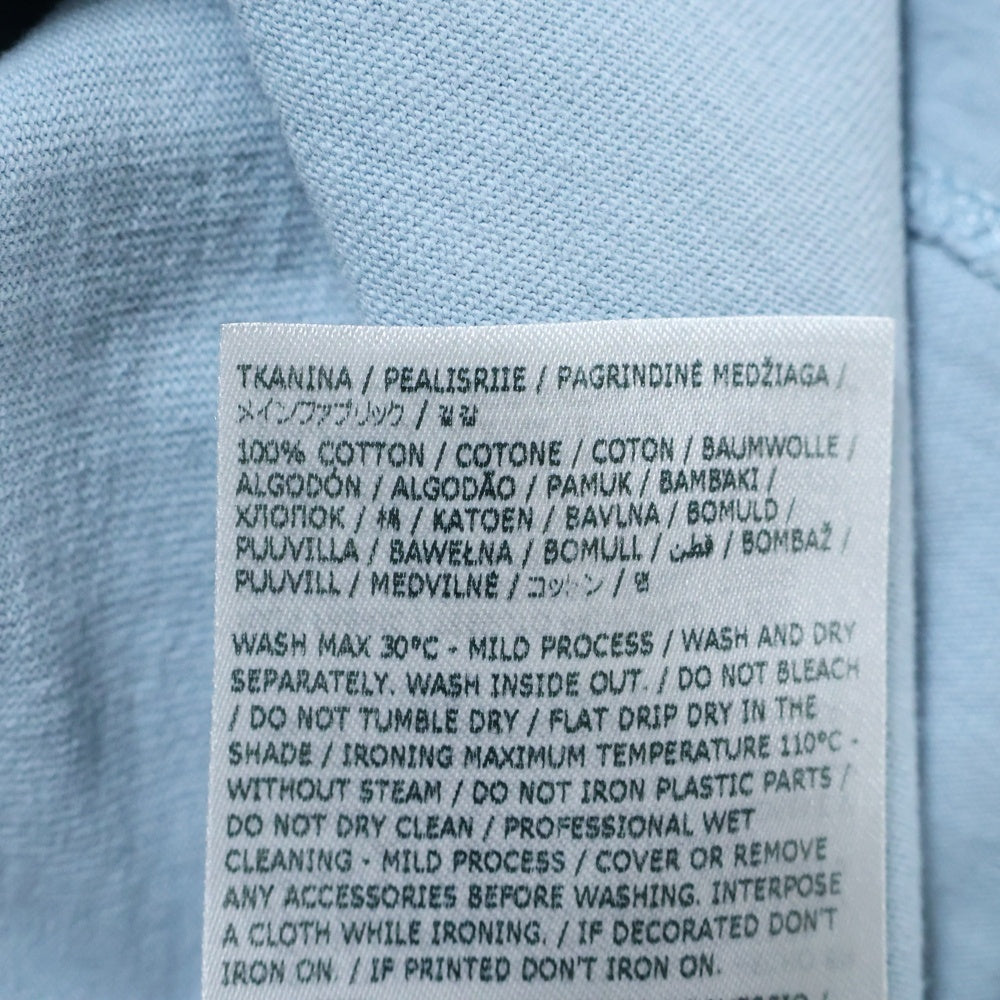 TKANINA / PEALISRIIE / PAGRINDINĖ MEDŽIAGA /
メインファブリック / 겉감
100% COTTON / COTONE / COTON / BAUMWOLLE /
ALGODÓN / ALGODÃO / PAMUK / BAMBAKI /
ХЛОПОК / 棉 / KATOEN / BAVLNA / BOMULD /
PUUVILLA / BAWEŁNA / BOMULL / قطن / BOMBAŽ /
PUUVILL / MEDVILNĖ / コットン / 면
WASH MAX 30°C - MILD PROCESS / WASH AND DRY
SEPARATELY. WASH INSIDE OUT. / DO NOT BLEACH
/ DO NOT TUMBLE DRY / FLAT DRIP DRY IN THE
SHADE / IRONING MAXIMUM TEMPERATURE 110°C -
WITHOUT STEAM / DO NOT IRON PLASTIC PARTS /
DO NOT DRY CLEAN / PROFESSIONAL WET
CLEANING - MILD PROCESS / COVER OR REMOVE
ANY ACCESSORIES BEFORE WASHING. INTERPOSE
A CLOTH WHILE IRONING. / IF DECORATED DON'T
IRON ON. / IF PRINTED DON'T IRON ON.